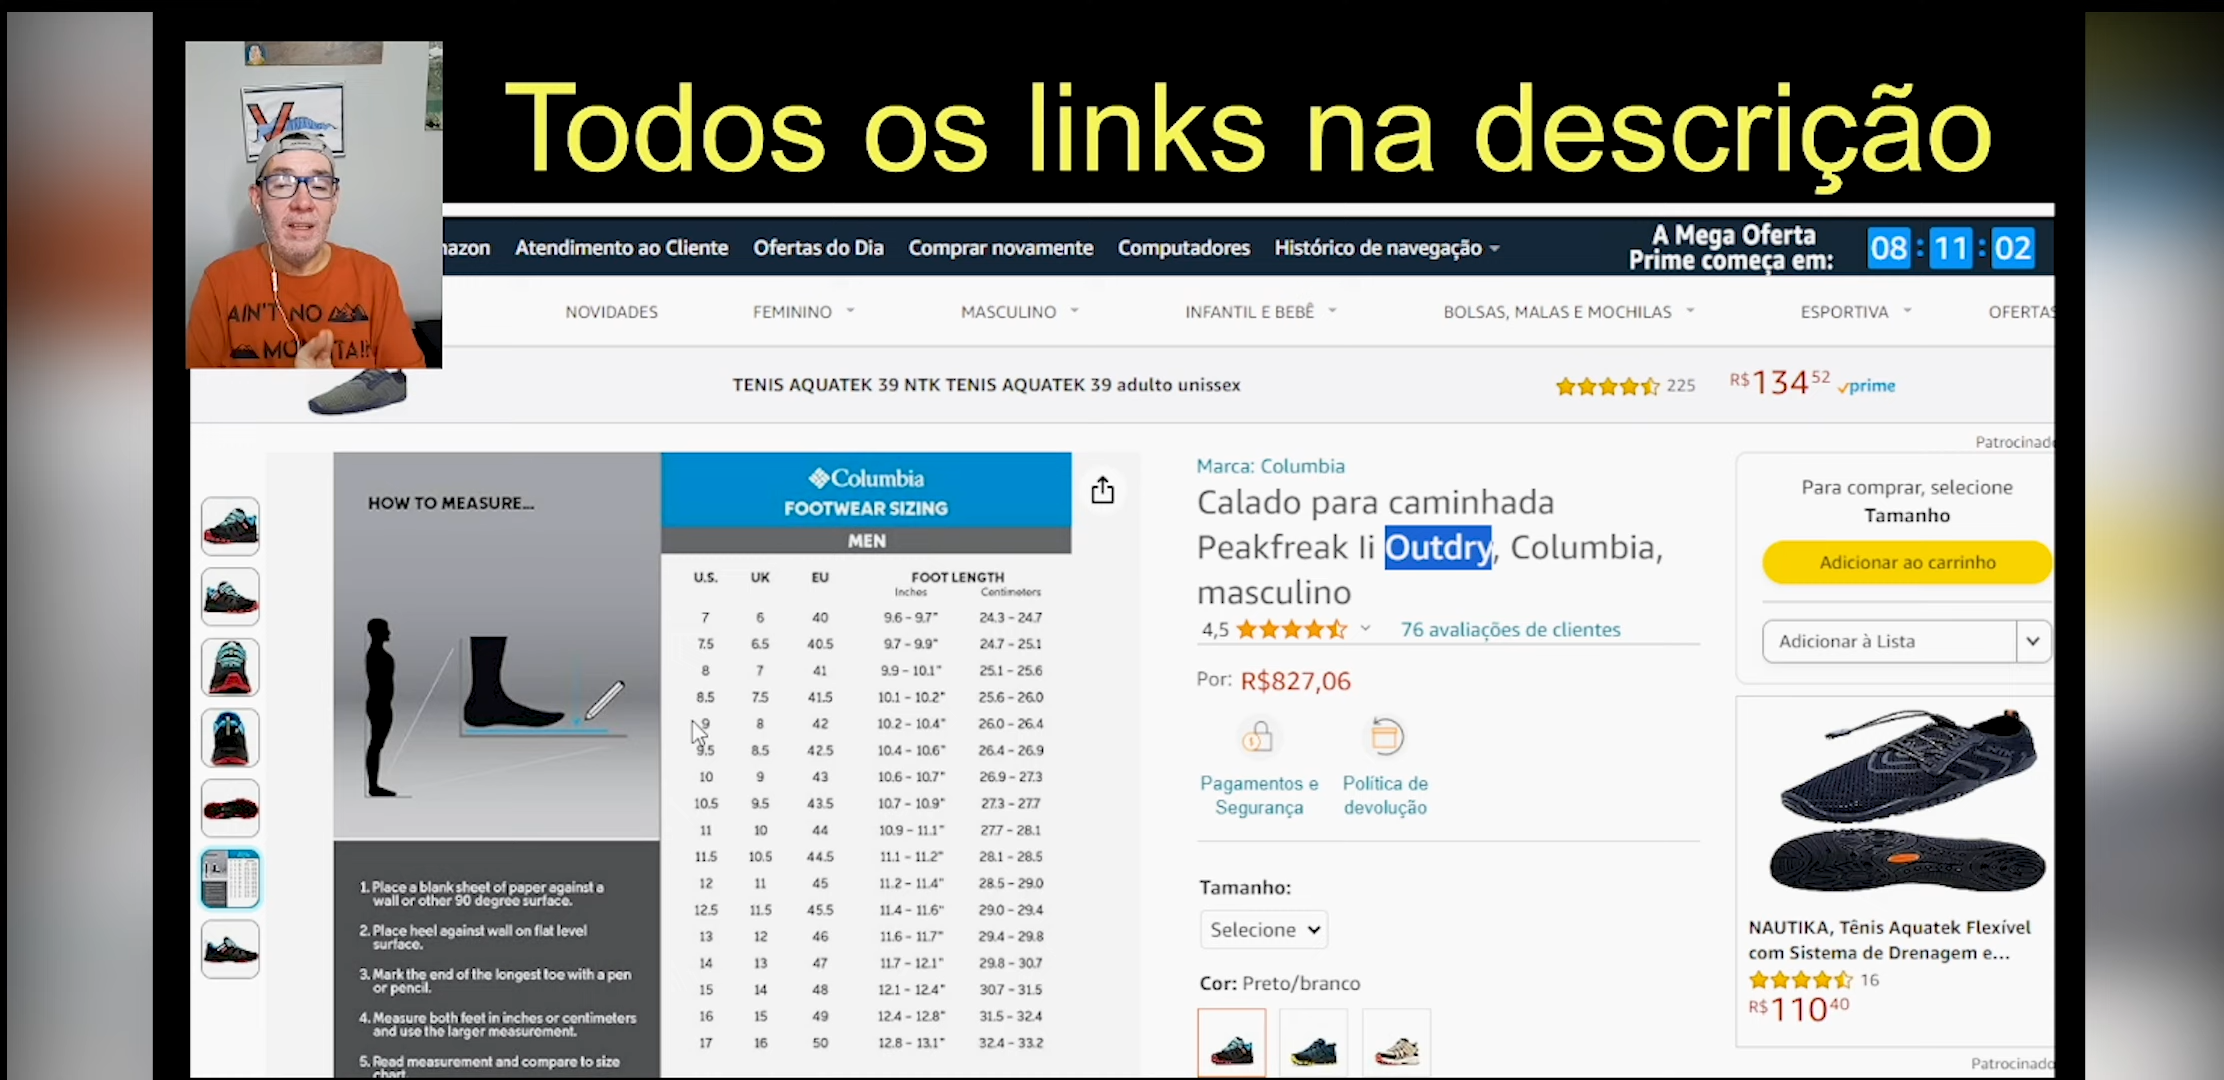 Todos os links na descrição
AIN'T NO
Atendimento ao Cliente Ofertas do Dia Comprar novamente Computadores Histórico de navegação
A Mega Oferta
Prime começa em: 08:11:02
NOVIDADES FEMININO MASCULINO INFANTIL E BEBÊ BOLSAS, MALAS E MOCHILAS ESPORTIVA OFERTAS
TENIS AQUATEK 39 NTK TENIS AQUATEK 39 adulto unissex 225 R$134 52 prime
Patrocinado
HOW TO MEASURE...
1. Place a blank sheet of paper against a
wall or other 90 degree surface.
2. Place heel against wall on flat level
surface.
3. Mark the end of the longest toe with a pen
or pencil.
4. Measure both feet in inches or centimeters
and use the larger measurement.
5. Read measurement and compare to size
chart.
Columbia
FOOTWEAR SIZING
MEN
U.S. UK EU FOOT LENGTH
Inches Centimeters
7 6 40 9.6 – 9.7" 24.3 – 24.7
7.5 6.5 40.5 9.7 – 9.9" 24.7 – 25.1
8 7 41 9.9 – 10.1" 25.1 – 25.6
8.5 7.5 41.5 10.1 – 10.2" 25.6 – 26.0
9 8 42 10.2 – 10.4" 26.0 – 26.4
9.5 8.5 42.5 10.4 – 10.6" 26.4 – 26.9
10 9 43 10.6 – 10.7" 26.9 – 27.3
10.5 9.5 43.5 10.7 – 10.9" 27.3 – 27.7
11 10 44 10.9 – 11.1" 27.7 – 28.1
11.5 10.5 44.5 11.1 – 11.2" 28.1 – 28.5
12 11 45 11.2 – 11.4" 28.5 – 29.0
12.5 11.5 45.5 11.4 – 11.6" 29.0 – 29.4
13 12 46 11.6 – 11.7" 29.4 – 29.8
14 13 47 11.7 – 12.1" 29.8 – 30.7
15 14 48 12.1 – 12.4" 30.7 – 31.5
16 15 49 12.4 – 12.8" 31.5 – 32.4
17 16 50 12.8 – 13.1" 32.4 – 33.2
Marca: Columbia
Calado para caminhada
Peakfreak Ii Outdry, Columbia,
masculino
4,5 76 avaliações de clientes
Por: R$827,06
Pagamentos e
Segurança
Política de
devolução
Tamanho:
Selecione
Cor: Preto/branco
Para comprar, selecione
Tamanho
Adicionar ao carrinho
Adicionar à Lista
NAUTIKA, Tênis Aquatek Flexível
com Sistema de Drenagem e...
16
R$110 40
Patrocinado